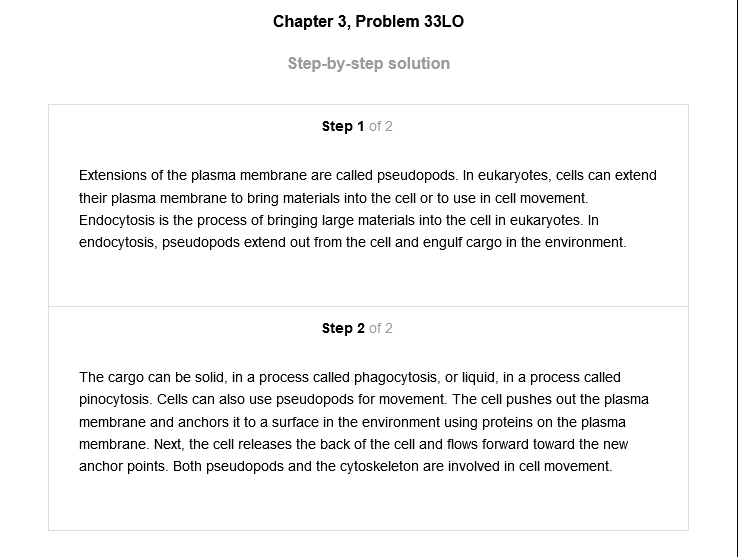 Chapter 3, Problem 33LO
Step-by-step solution
Step 1 of 2
Extensions of the plasma membrane are called pseudopods. In eukaryotes, cells can extend
their plasma membrane to bring materials into the cell or to use in cell movement.
Endocytosis is the process of bringing large materials into the cell in eukaryotes. In
endocytosis, pseudopods extend out from the cell and engulf cargo in the environment.
Step 2 of 2
The cargo can be solid, in a process called phagocytosis, or liquid, in a process called
pinocytosis. Cells can also use pseudopods for movement. The cell pushes out the plasma
membrane and anchors it to a surface in the environment using proteins on the plasma
membrane. Next, the cell releases the back of the cell and flows forward toward the new
anchor points. Both pseudopods and the cytoskeleton are involved in cell movement.